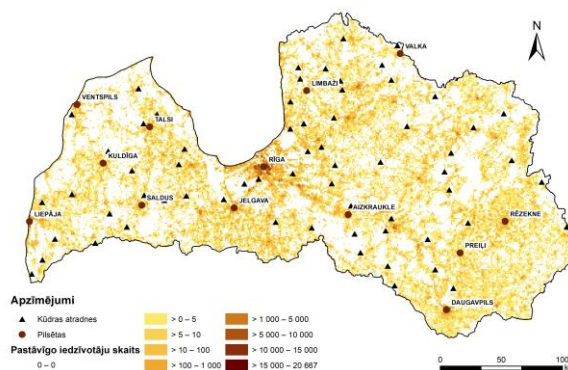 N
VALKA
LIMBAŽI
VENTSPILS
TALSI
RĪGA
KULDĪGA
SALDUS
JELGAVA
AIZKRAUKLE
LIEPĀJA
RĒZEKNE
PREIĻI
DAUGAVPILS
Apzīmējumi
Kūdras atradnes
Pilsētas
Pastāvīgo iedzīvotāju skaits
0 – 0
> 0 – 5
> 5 – 10
> 10 – 100
> 100 – 1 000
> 1 000 – 5 000
> 5 000 – 10 000
> 10 000 – 15 000
> 15 000 – 20 667
0 50 100